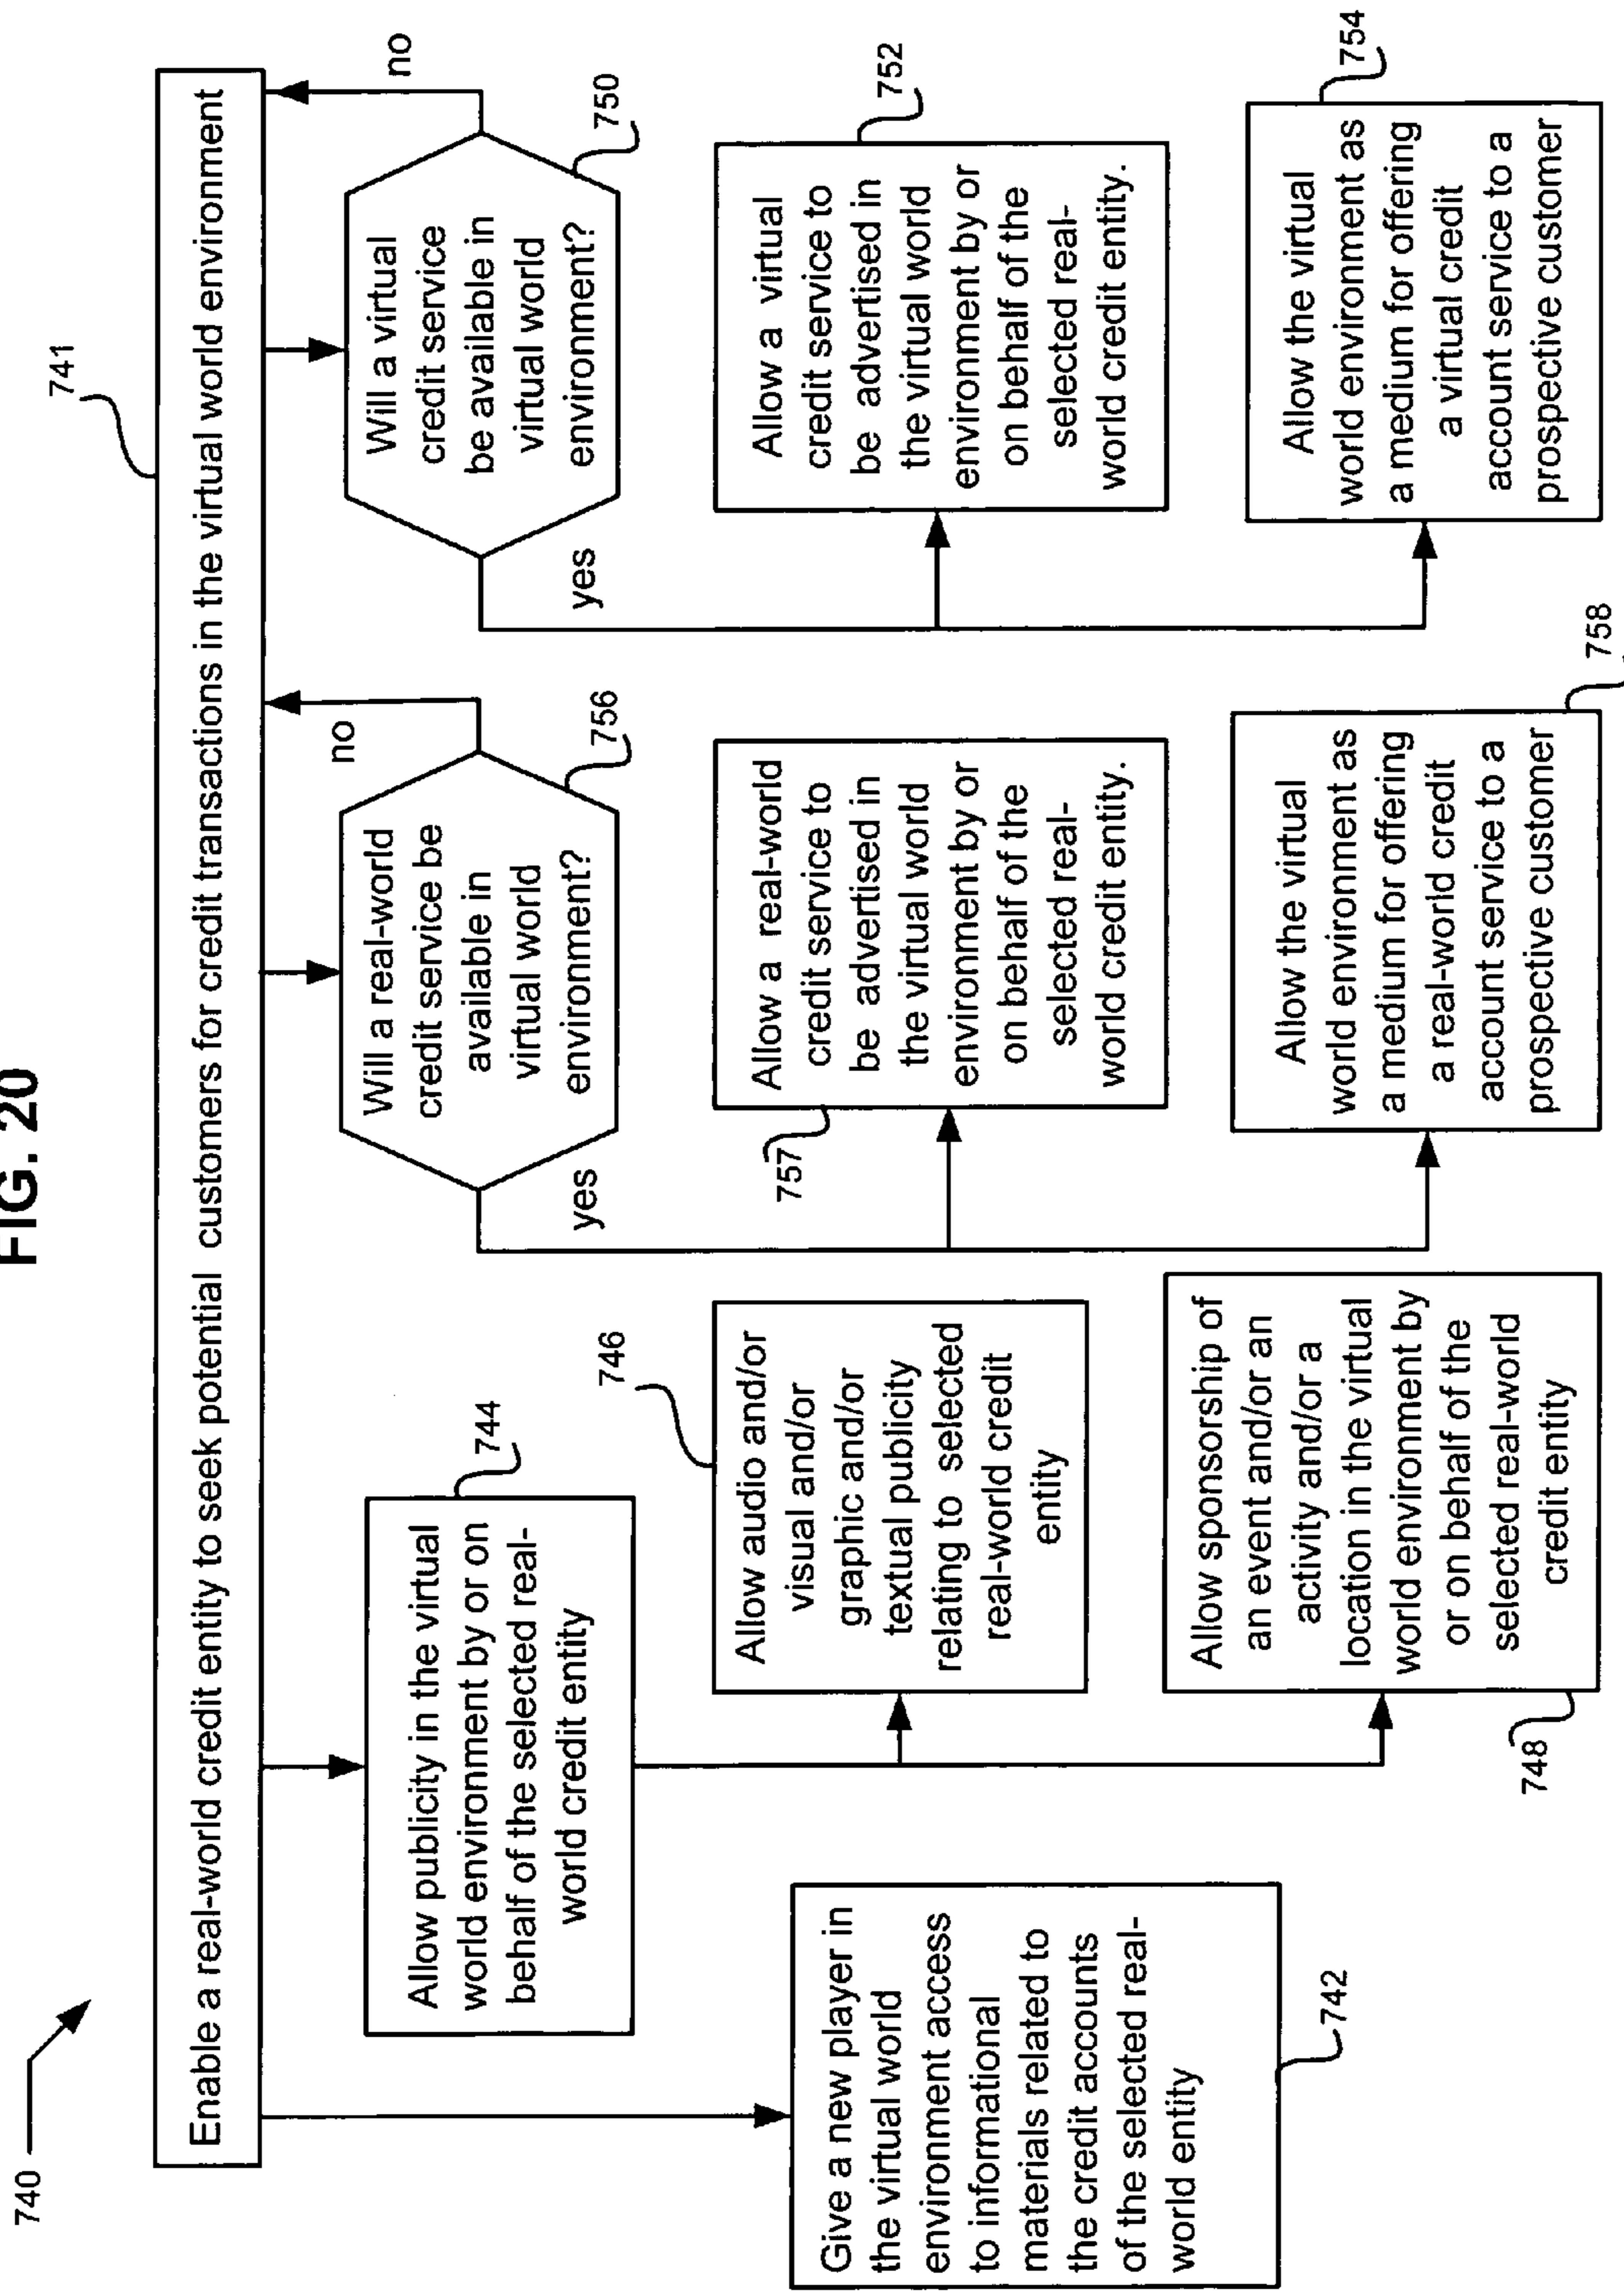 FIG. 20
740
741
Enable a real-world credit entity to seek potential customers for credit transactions in the virtual world environment
Give a new player in
the virtual world
environment access
to informational
materials related to
the credit accounts
of the selected real-
world entity
742
Allow publicity in the virtual
world environment by or on
behalf of the selected real-
world credit entity
744
Allow audio and/or
visual and/or
graphic and/or
textual publicity
relating to selected
real-world credit
entity
746
Allow sponsorship of
an event and/or an
activity and/or a
location in the virtual
world environment by
or on behalf of the
selected real-world
credit entity
748
Will a real-world
credit service be
available in
virtual world
environment?
756
no
yes
Allow a real-world
credit service to
be advertised in
the virtual world
environment by or
on behalf of the
selected real-
world credit entity.
757
Allow the virtual
world environment as
a medium for offering
a real-world credit
account service to a
prospective customer
758
Will a virtual
credit service
be available in
virtual world
environment?
750
no
yes
Allow a virtual
credit service to
be advertised in
the virtual world
environment by or
on behalf of the
selected real-
world credit entity.
752
Allow the virtual
world environment as
a medium for offering
a virtual credit
account service to a
prospective customer
754